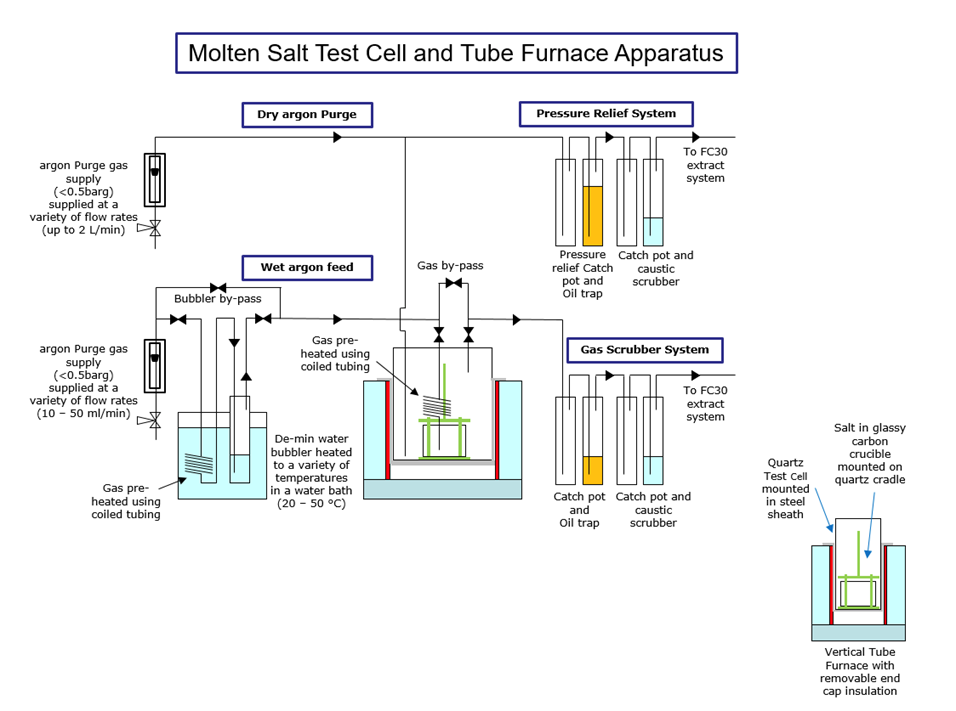 Molten Salt Test Cell and Tube Furnace Apparatus
Dry argon Purge
Pressure Relief System
argon Purge gas
supply
(<0.5barg)
supplied at a
variety of flow rates
(up to 2 L/min)
To FC30
extract
system
Pressure
relief Catch
pot and
Oil trap
Catch pot and
caustic
scrubber
Wet argon feed
Gas by-pass
Bubbler by-pass
argon Purge gas
supply
(<0.5barg)
supplied at a
variety of flow rates
(10 – 50 ml/min)
Gas pre-
heated using
coiled tubing
Gas Scrubber System
To FC30
extract
system
De-min water
bubbler heated
to a variety of
temperatures
in a water bath
(20 – 50 °C)
Gas pre-
heated using
coiled tubing
Catch pot
and
Oil trap
Catch pot and
caustic
scrubber
Salt in glassy
carbon
crucible
mounted on
quartz cradle
Quartz
Test Cell
mounted
in steel
sheath
Vertical Tube
Furnace with
removable end
cap insulation